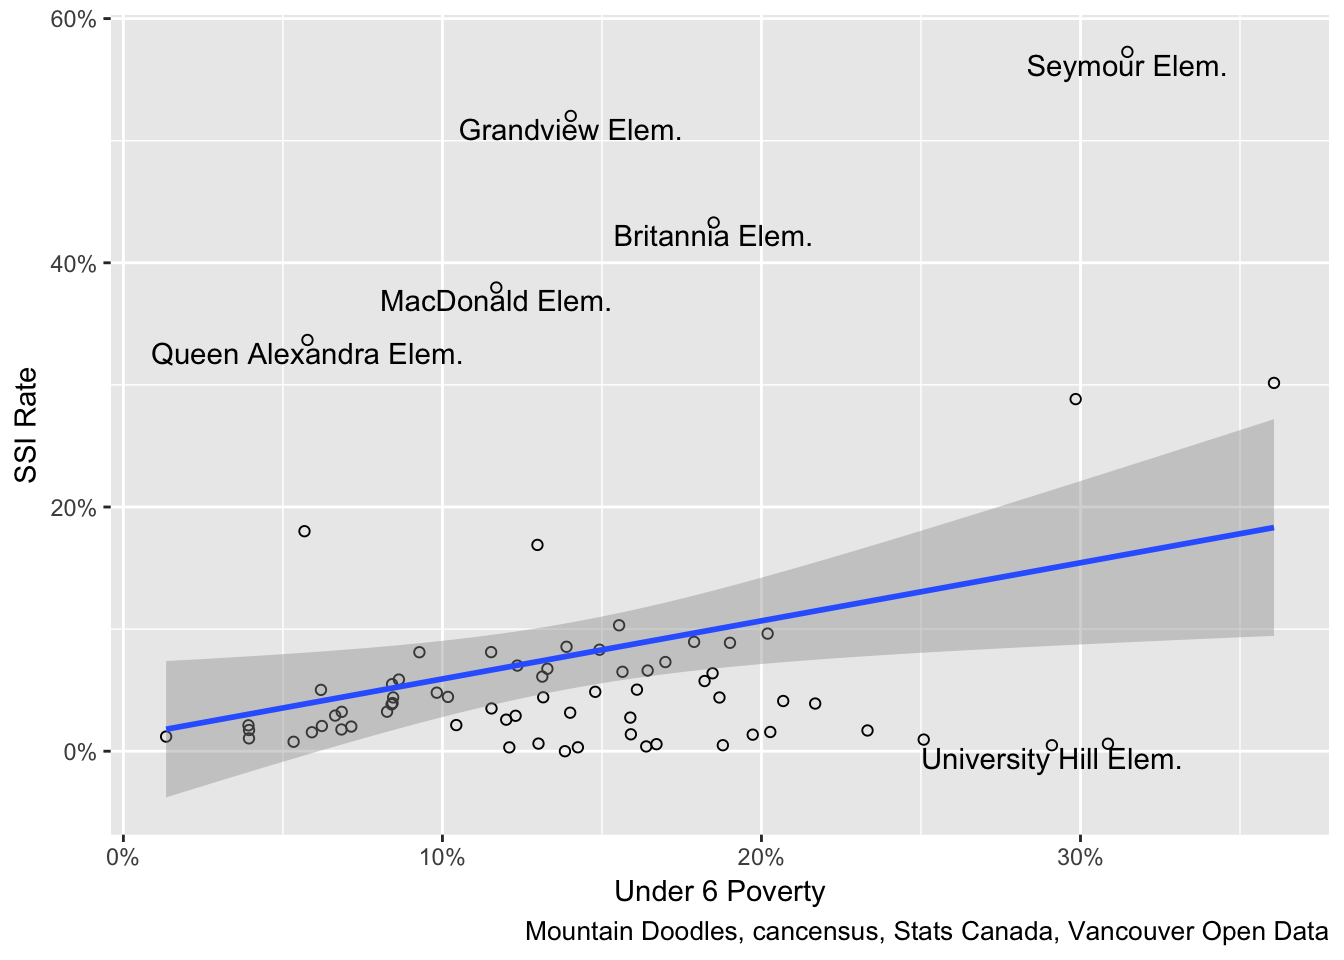 60%
Seymour Elem.
Grandview Elem.
Britannia Elem.
40%
MacDonald Elem.
Queen Alexandra Elem.
SSI Rate
20%
0%
University Hill Elem.
0% 10% 20% 30%
Under 6 Poverty
Mountain Doodles, cancensus, Stats Canada, Vancouver Open Data